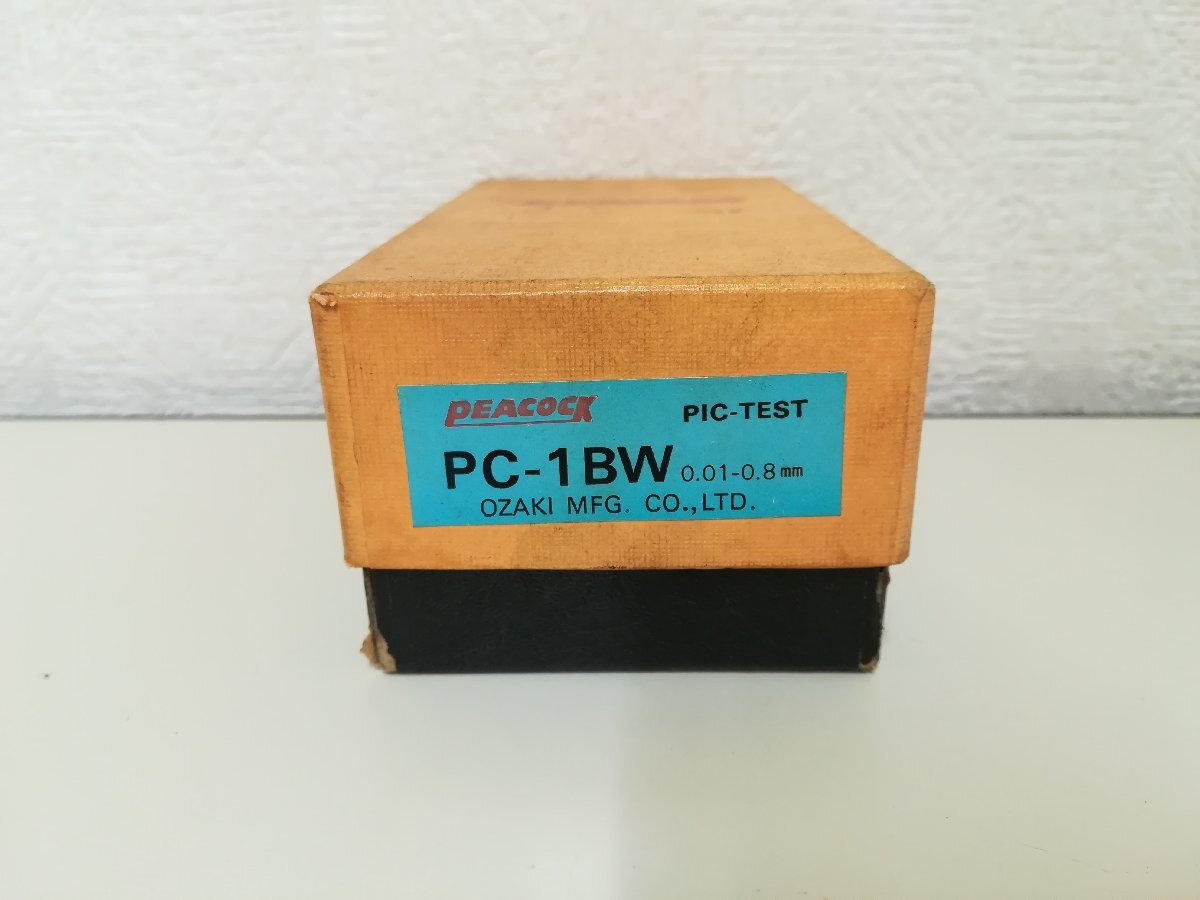 PEACOCK PIC-TEST
PC-1BW 0.01-0.8mm
OZAKI MFG. CO.,LTD.